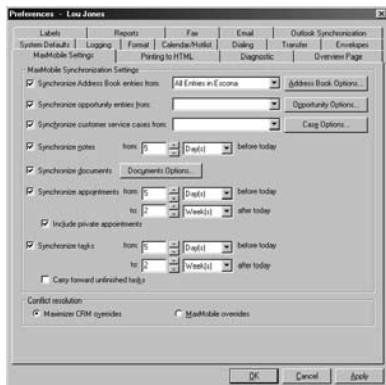 Preferences - Lou Jones
Labels Reports Fax Email Outlook Synchronization
System Defaults Logging Format Calendar/Hotlist Dialing Transfer Envelopes
MaxMobile Settings Printing to HTML Diagnostic Overview Page
MaxMobile Synchronization Settings
Synchronize Address Book entries from: All Entries in Escona Address Book Options...
Synchronize opportunity entries from: Opportunity Options...
Synchronize customer service cases from: Case Options...
Synchronize notes from: 5 Day(s) before today
Synchronize documents Documents Options...
Synchronize appointments from: 5 Day(s) before today
to: 2 Week(s) after today
Include private appointments
Synchronize tasks from: 5 Day(s) before today
to: 2 Week(s) after today
Carry forward unfinished tasks
Conflict resolution
Maximizer CRM overrides MaxMobile overrides
OK Cancel Apply